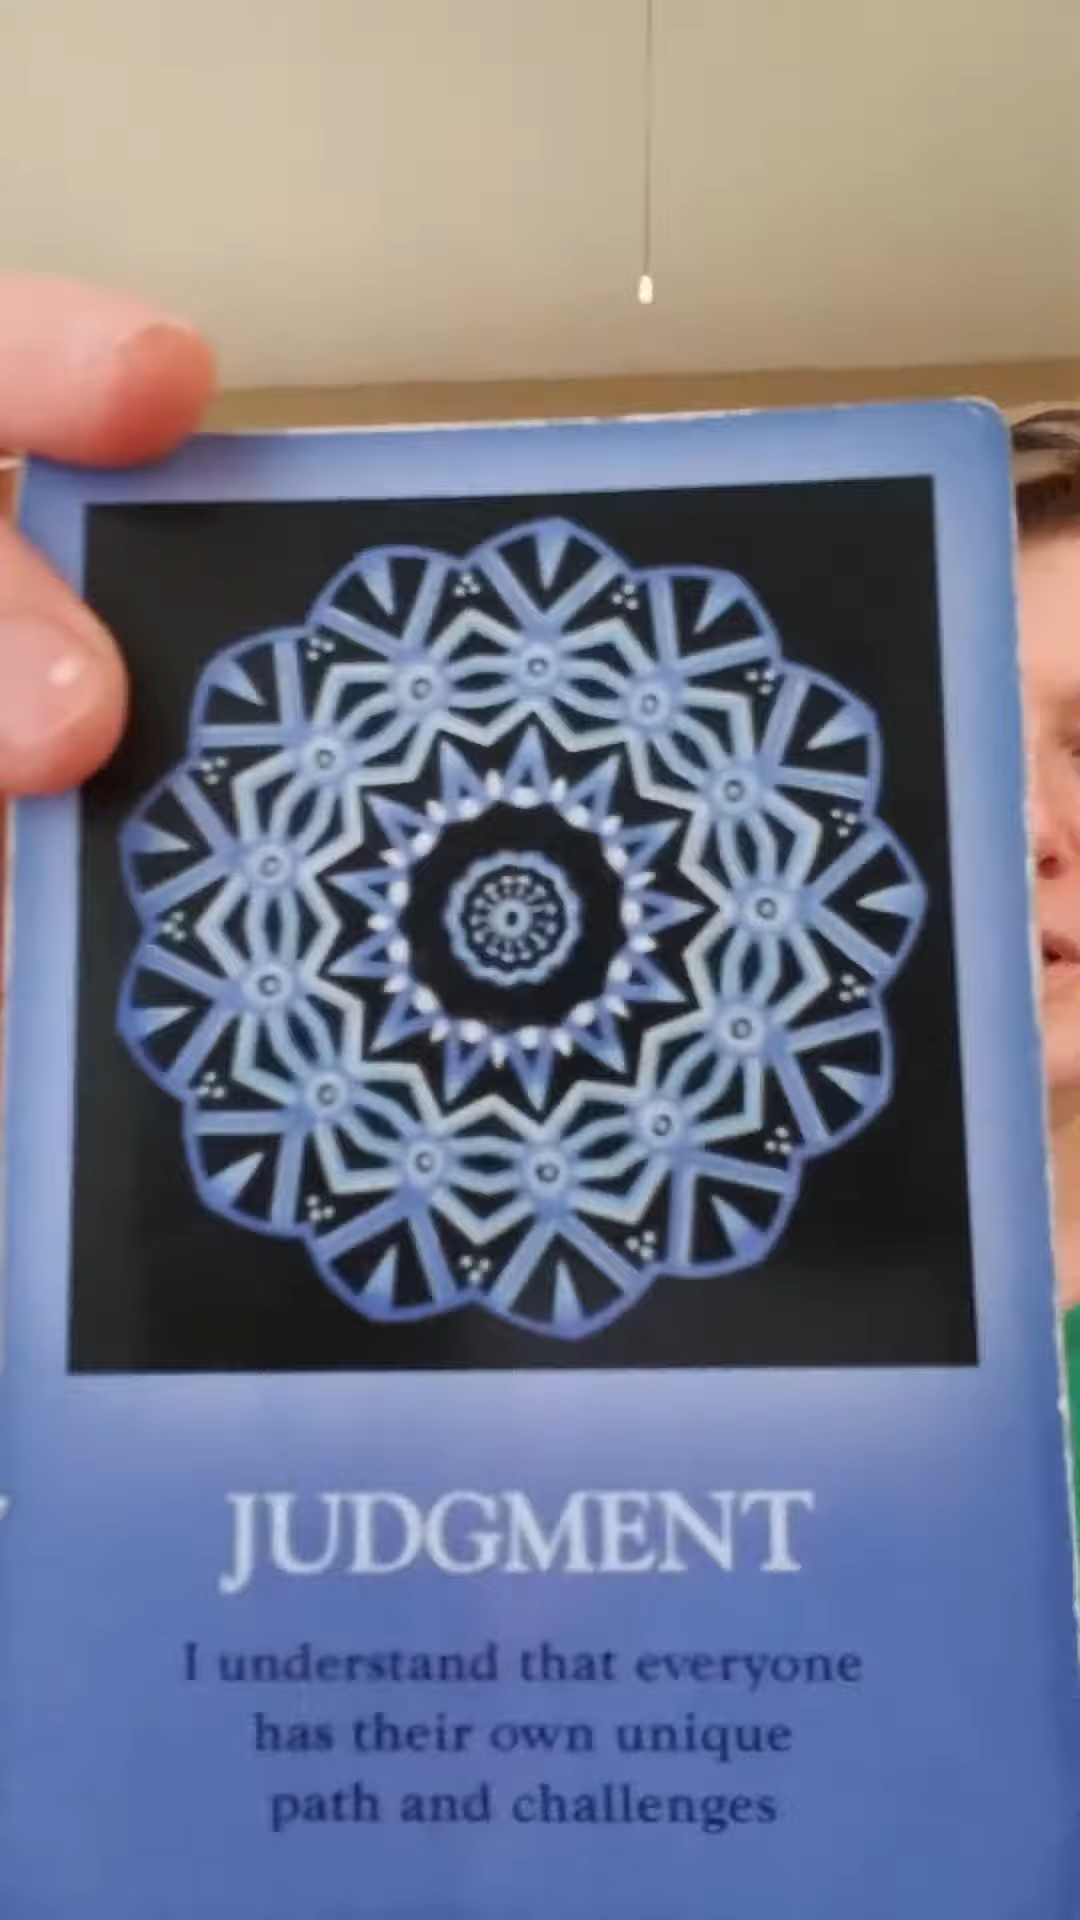 JUDGMENT
I understand that everyone
has their own unique
path and challenges